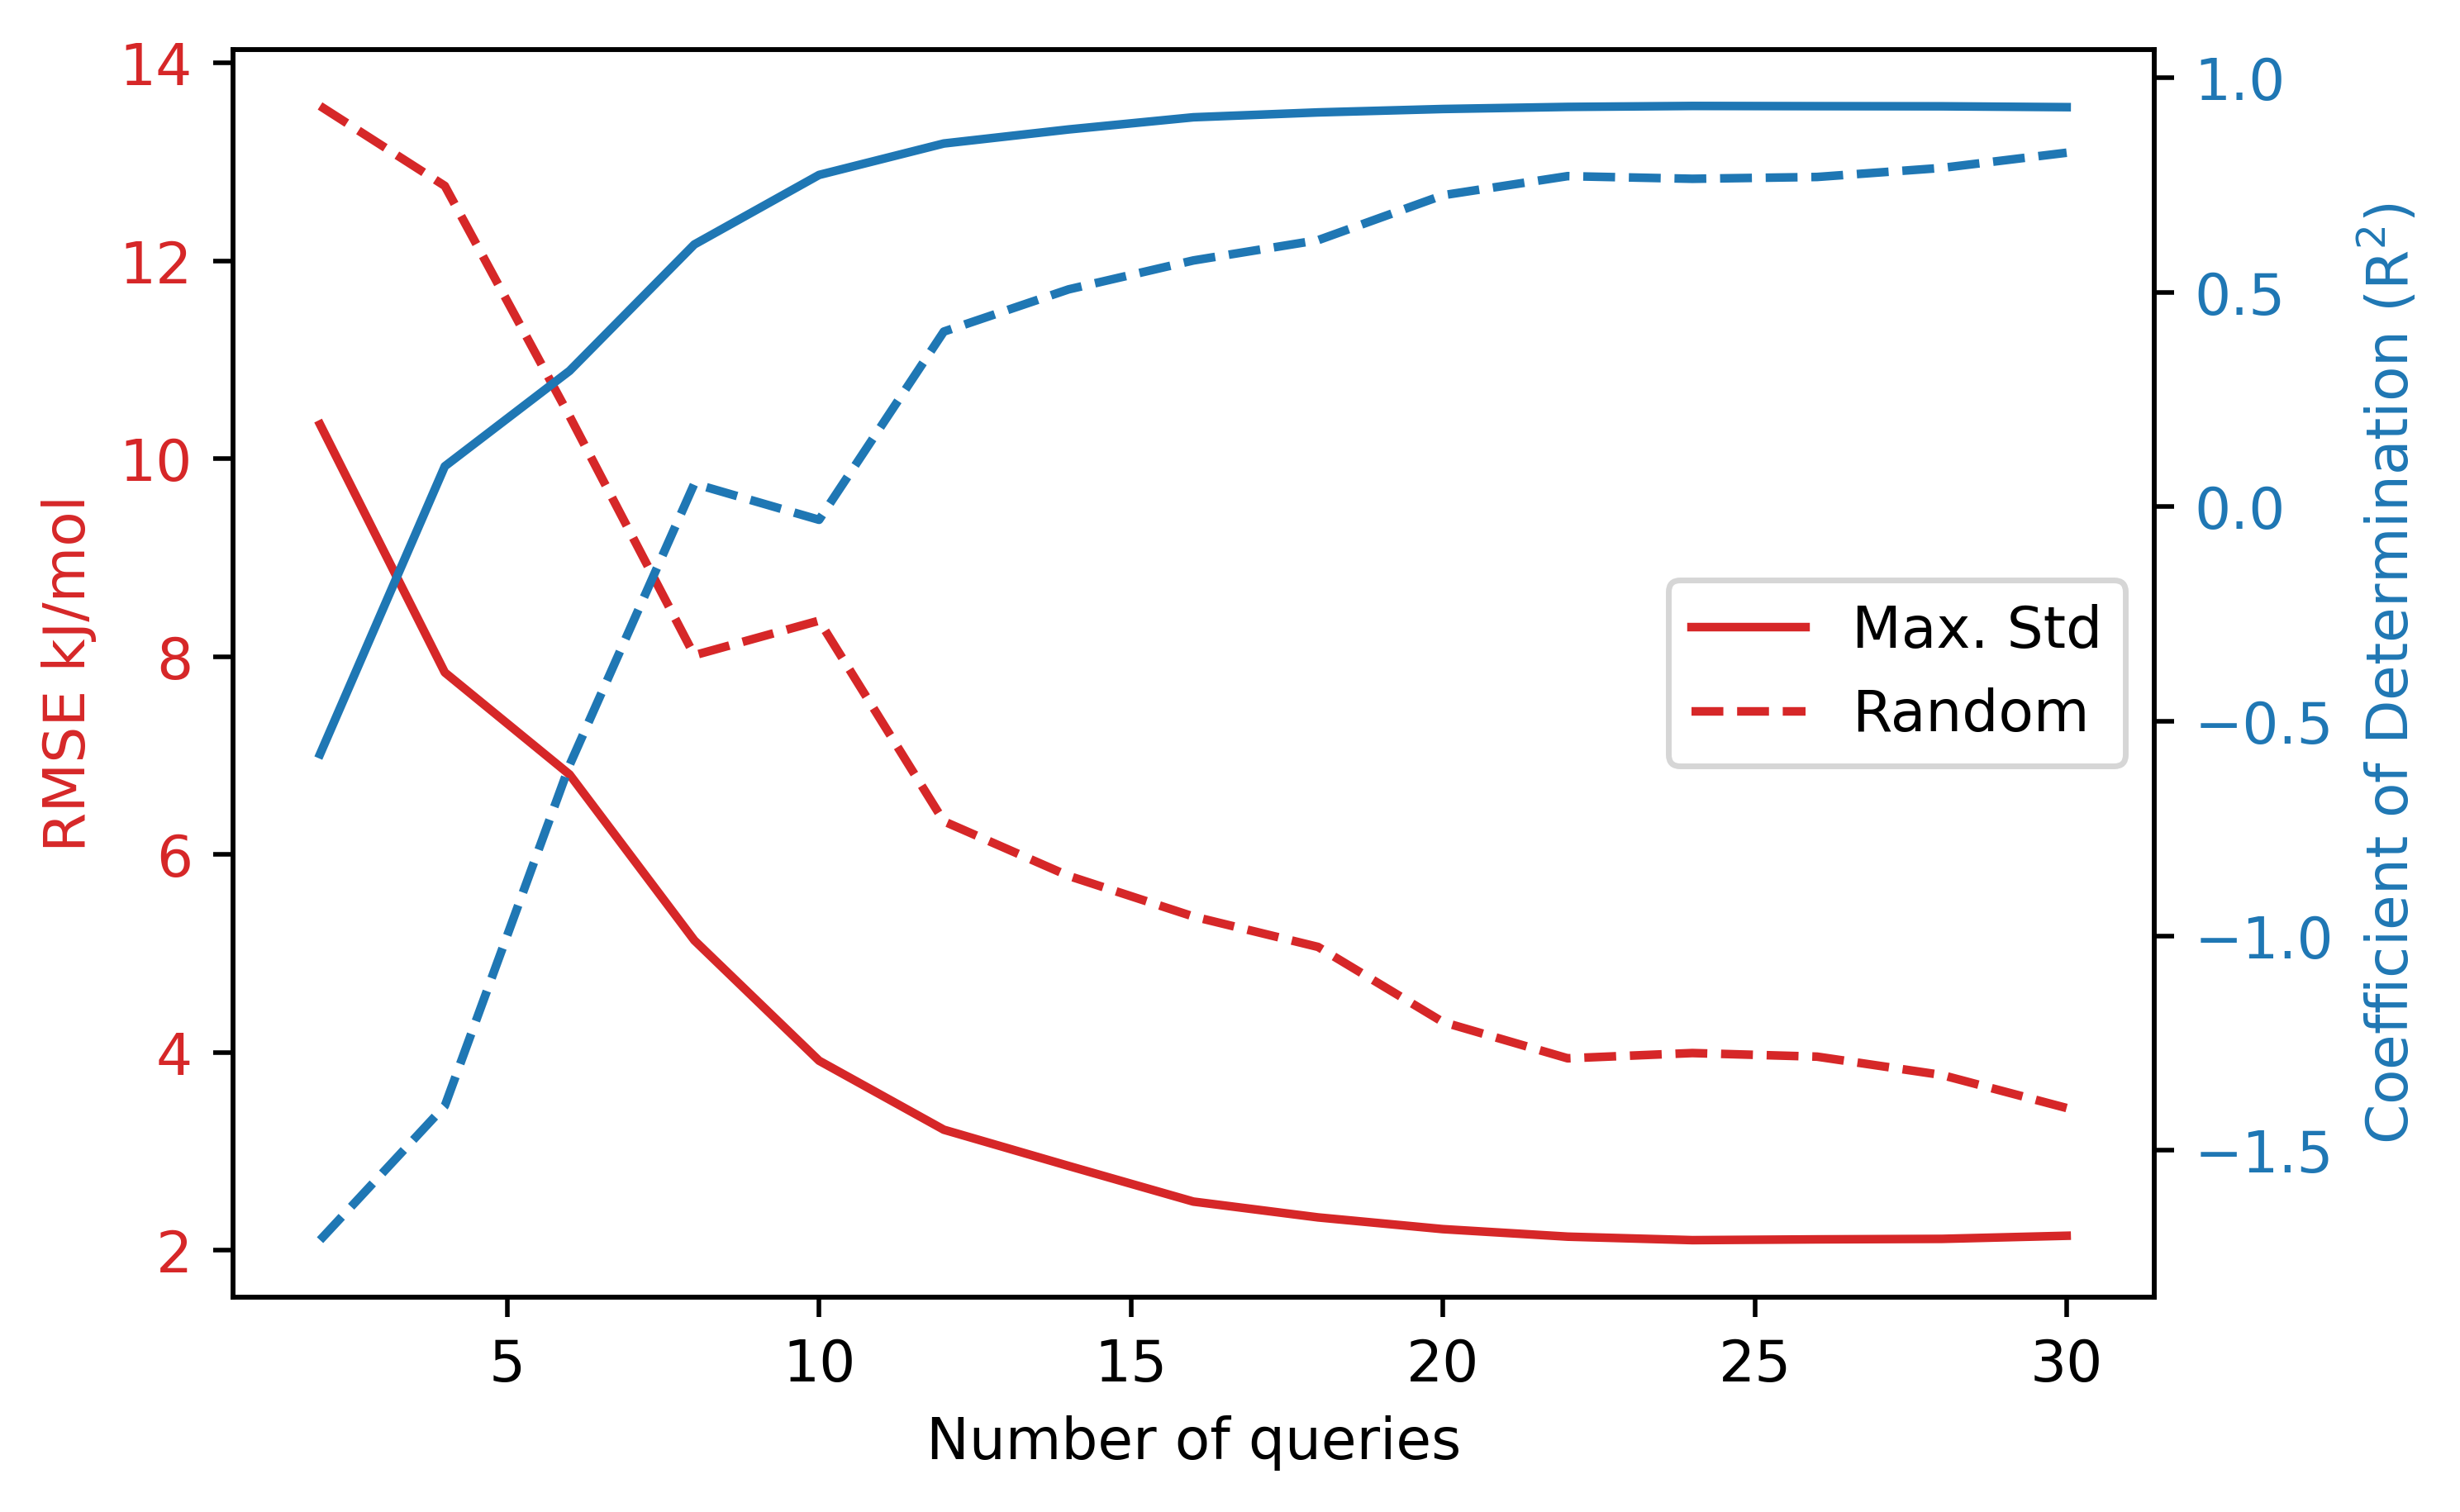 14
12
10
8
6
4
2
RMSE kJ/mol
1.0
0.5
0.0
−0.5
−1.0
−1.5
Coefficient of Determination (R²)
Max. Std
Random
5 10 15 20 25 30
Number of queries